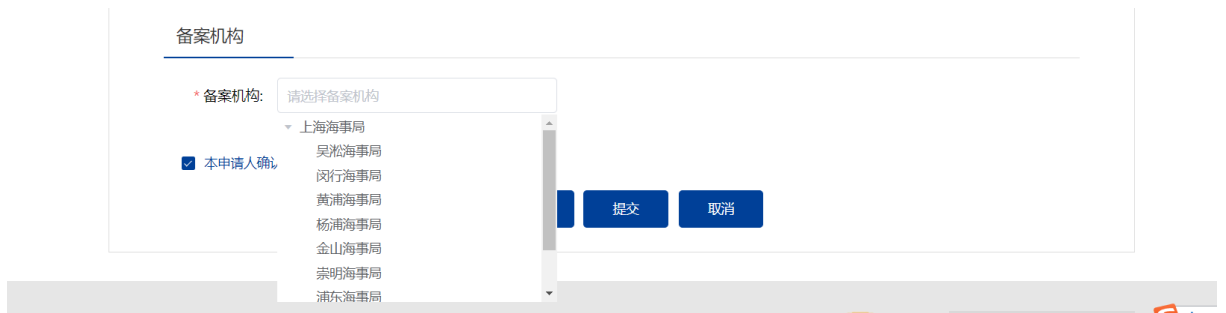 备案机构
* 备案机构: 请选择备案机构
上海海事局
吴淞海事局
本申请人确认
闵行海事局
黄浦海事局
提交 取消
杨浦海事局
金山海事局
崇明海事局
浦东海事局